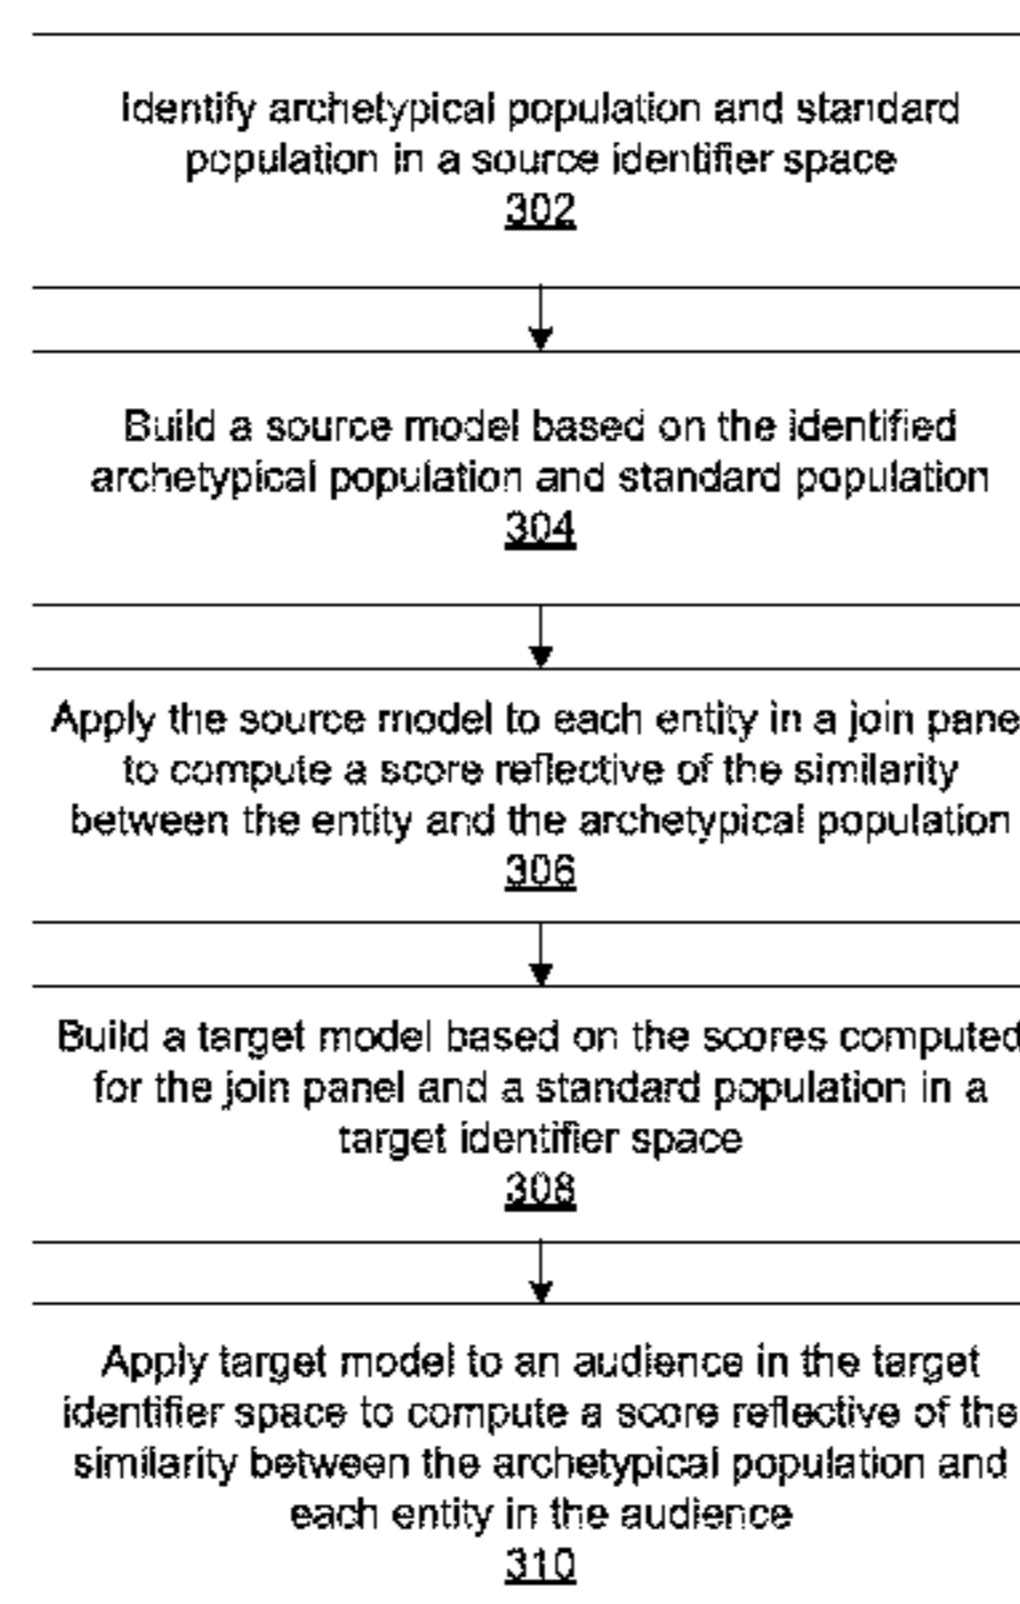 Identify archetypical population and standard
population in a source identifier space
302
Build a source model based on the identified
archetypical population and standard population
304
Apply the source model to each entity in a join pane
to compute a score reflective of the similarity
between the entity and the archetypical population
306
Build a target model based on the scores computed
for the join panel and a standard population in a
target identifier space
308
Apply target model to an audience in the target
identifier space to compute a score reflective of the
similarity between the archetypical population and
each entity in the audience
310